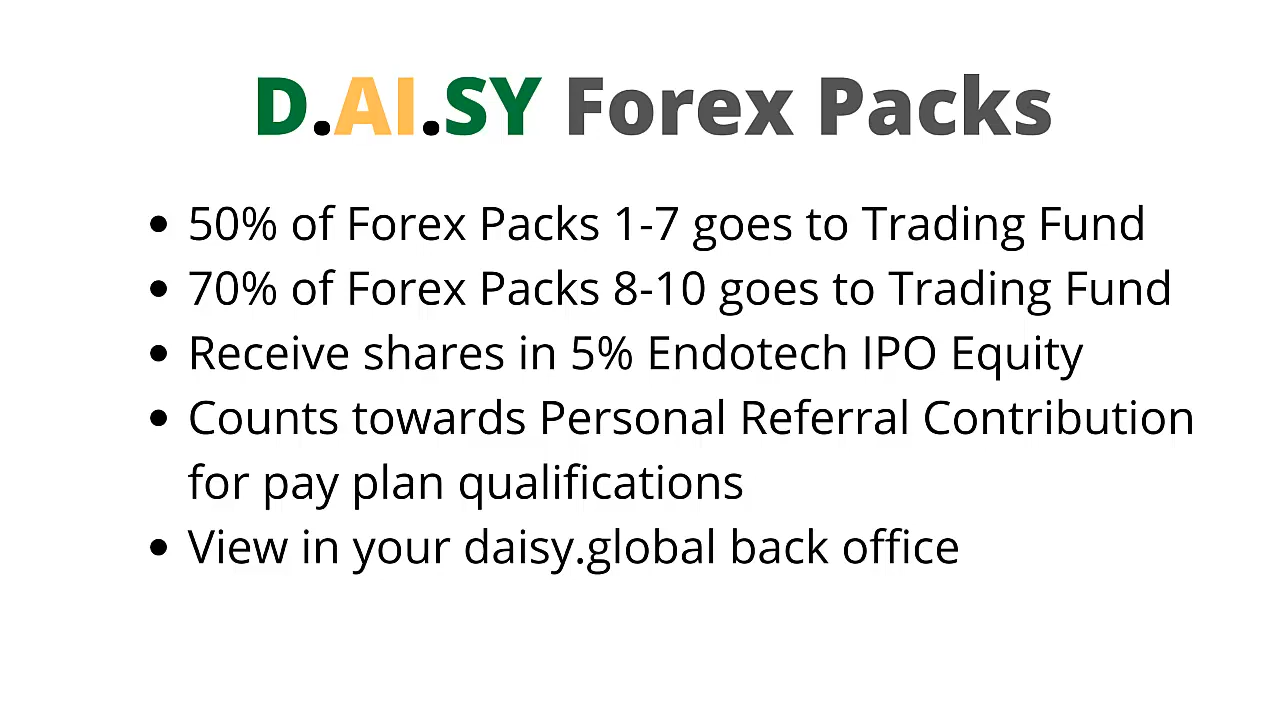 D.AI.SY Forex Packs
• 50% of Forex Packs 1-7 goes to Trading Fund
• 70% of Forex Packs 8-10 goes to Trading Fund
• Receive shares in 5% Endotech IPO Equity
• Counts towards Personal Referral Contribution
for pay plan qualifications
• View in your daisy.global back office